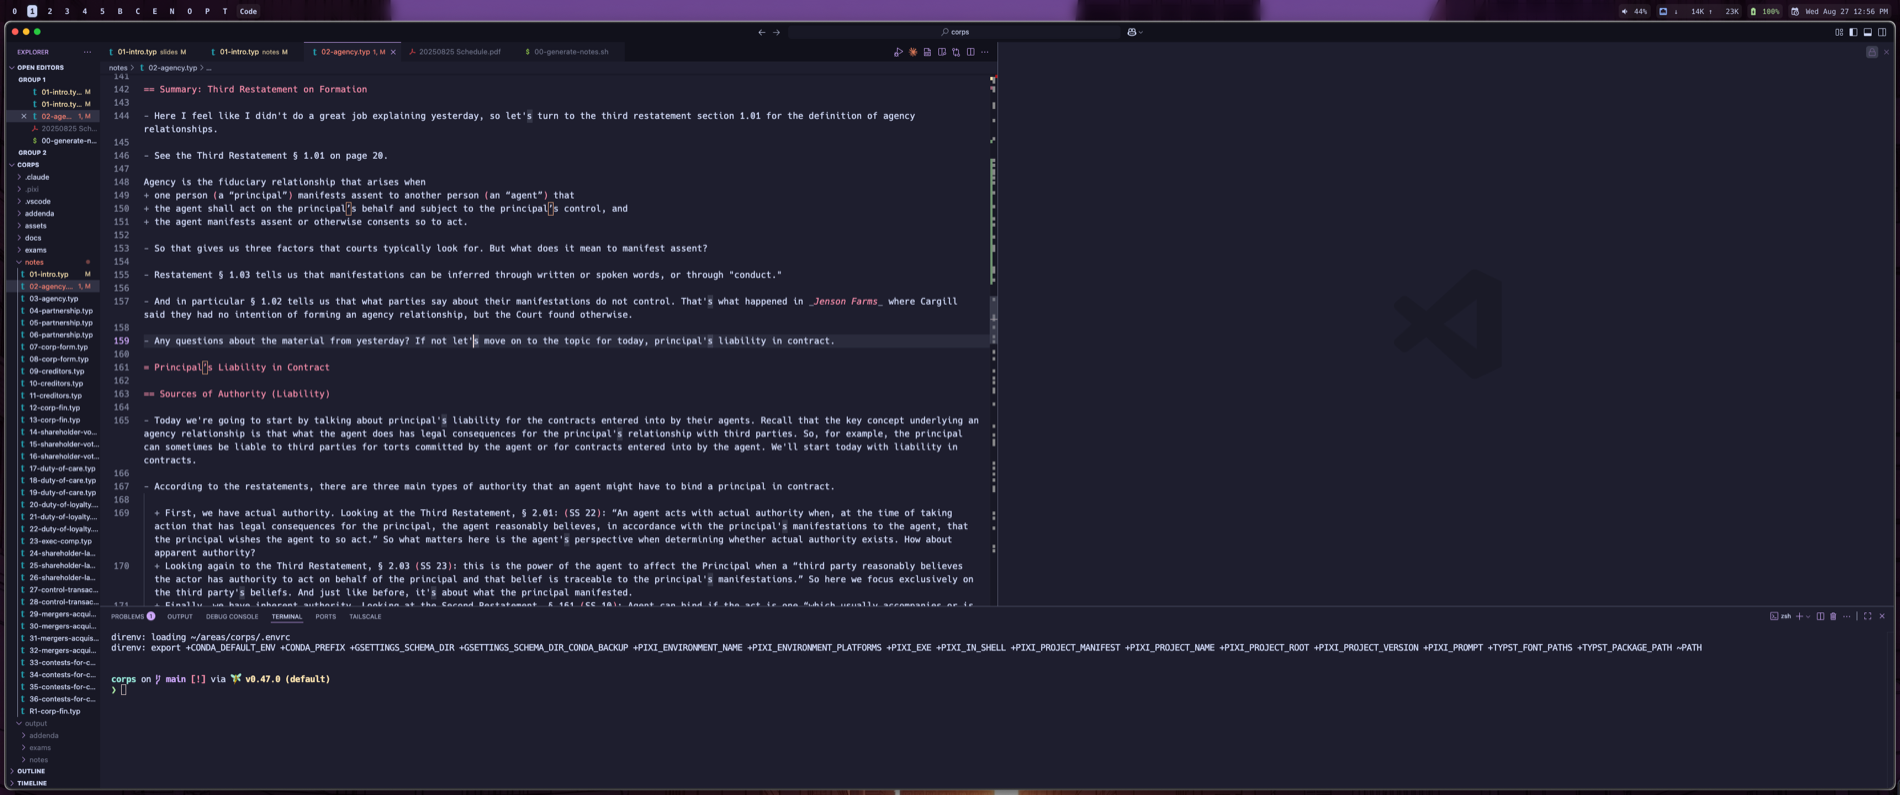 0 1 2 3 4 5 B C E N O P T Code
44% ↓ 14K ↑ 23K 100% Wed Aug 27 12:56 PM
← → corps
EXPLORER ···
OPEN EDITORS
GROUP 1
01-intro.ty... M
01-intro.ty... M
× 02-age... 1, M
20250825 Sch...
$ 00-generate-n...
GROUP 2
CORPS
.claude
.pixi
.vscode
addenda
assets
docs
exams
notes
01-intro.typ M
02-agency.... 1, M
03-agency.typ
04-partnership.typ
05-partnership.typ
06-partnership.typ
07-corp-form.typ
08-corp-form.typ
09-creditors.typ
10-creditors.typ
11-creditors.typ
12-corp-fin.typ
13-corp-fin.typ
14-shareholder-vo...
15-shareholder-vot...
16-shareholder-vot...
17-duty-of-care.typ
18-duty-of-care.typ
19-duty-of-care.typ
20-duty-of-loyalty....
21-duty-of-loyalty....
22-duty-of-loyalty....
23-exec-comp.typ
24-shareholder-la...
25-shareholder-la...
26-shareholder-la...
27-control-transac...
28-control-transac...
29-mergers-acqui...
30-mergers-acqui...
31-mergers-acquis...
32-mergers-acqui...
33-contests-for-c...
34-contests-for-c...
35-contests-for-c...
36-contests-for-c...
R1-corp-fin.typ
output
addenda
exams
notes
OUTLINE
TIMELINE
01-intro.typ slides M 01-intro.typ notes M 02-agency.typ 1, M × 20250825 Schedule.pdf $ 00-generate-notes.sh
notes > 02-agency.typ > ...
141
142 == Summary: Third Restatement on Formation
143
144 - Here I feel like I didn't do a great job explaining yesterday, so let's turn to the third restatement section 1.01 for the definition of agency
relationships.
145
146 - See the Third Restatement § 1.01 on page 20.
147
148 Agency is the fiduciary relationship that arises when
149 + one person (a “principal”) manifests assent to another person (an “agent”) that
150 + the agent shall act on the principal’s behalf and subject to the principal’s control, and
151 + the agent manifests assent or otherwise consents so to act.
152
153 - So that gives us three factors that courts typically look for. But what does it mean to manifest assent?
154
155 - Restatement § 1.03 tells us that manifestations can be inferred through written or spoken words, or through "conduct."
156
157 - And in particular § 1.02 tells us that what parties say about their manifestations do not control. That's what happened in _Jenson Farms_ where Cargill
said they had no intention of forming an agency relationship, but the Court found otherwise.
158
159 - Any questions about the material from yesterday? If not let's move on to the topic for today, principal's liability in contract.
160
161 = Principal’s Liability in Contract
162
163 == Sources of Authority (Liability)
164
165 - Today we're going to start by talking about principal's liability for the contracts entered into by their agents. Recall that the key concept underlying an
agency relationship is that what the agent does has legal consequences for the principal's relationship with third parties. So, for example, the principal
can sometimes be liable to third parties for torts committed by the agent or for contracts entered into by the agent. We'll start today with liability in
contracts.
166
167 - According to the restatements, there are three main types of authority that an agent might have to bind a principal in contract.
168
169 + First, we have actual authority. Looking at the Third Restatement, § 2.01: (SS 22): “An agent acts with actual authority when, at the time of taking
action that has legal consequences for the principal, the agent reasonably believes, in accordance with the principal's manifestations to the agent, that
the principal wishes the agent to so act.” So what matters here is the agent's perspective when determining whether actual authority exists. How about
apparent authority?
170 + Looking again to the Third Restatement, § 2.03 (SS 23): this is the power of the agent to affect the Principal when a “third party reasonably believes
the actor has authority to act on behalf of the principal and that belief is traceable to the principal's manifestations.” So here we focus exclusively on
the third party's beliefs. And just like before, it's about what the principal manifested.
171 + Finally, we have inherent authority. Looking at the Second Restatement, § 161 (SS 10): Agent can bind if the act is one “which usually accompanies or is
PROBLEMS 1 OUTPUT DEBUG CONSOLE TERMINAL PORTS TAILSCALE
zsh
direnv: loading ~/areas/corps/.envrc
direnv: export +CONDA_DEFAULT_ENV +CONDA_PREFIX +GSETTINGS_SCHEMA_DIR +GSETTINGS_SCHEMA_DIR_CONDA_BACKUP +PIXI_ENVIRONMENT_NAME +PIXI_ENVIRONMENT_PLATFORMS +PIXI_EXE +PIXI_IN_SHELL +PIXI_PROJECT_MANIFEST +PIXI_PROJECT_NAME +PIXI_PROJECT_ROOT +PIXI_PROJECT_VERSION +PIXI_PROMPT +TYPST_FONT_PATHS +TYPST_PACKAGE_PATH ~PATH
corps on main [!] via v0.47.0 (default)
❯